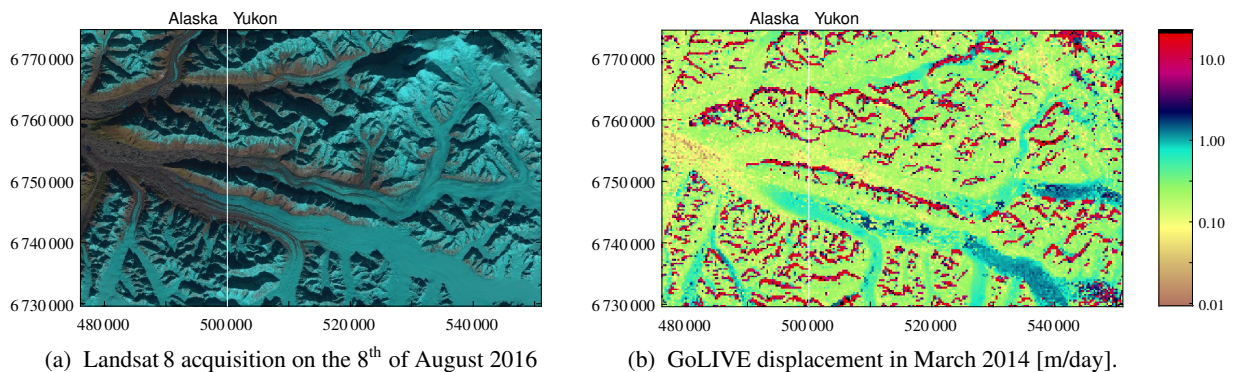 Alaska Yukon
6 770 000
6 760 000
6 750 000
6 740 000
6 730 000
480 000 500 000 520 000 540 000
(a) Landsat 8 acquisition on the 8th of August 2016
Alaska Yukon
6 770 000
6 760 000
6 750 000
6 740 000
6 730 000
480 000 500 000 520 000 540 000
10.0
1.00
0.10
0.01
(b) GoLIVE displacement in March 2014 [m/day].